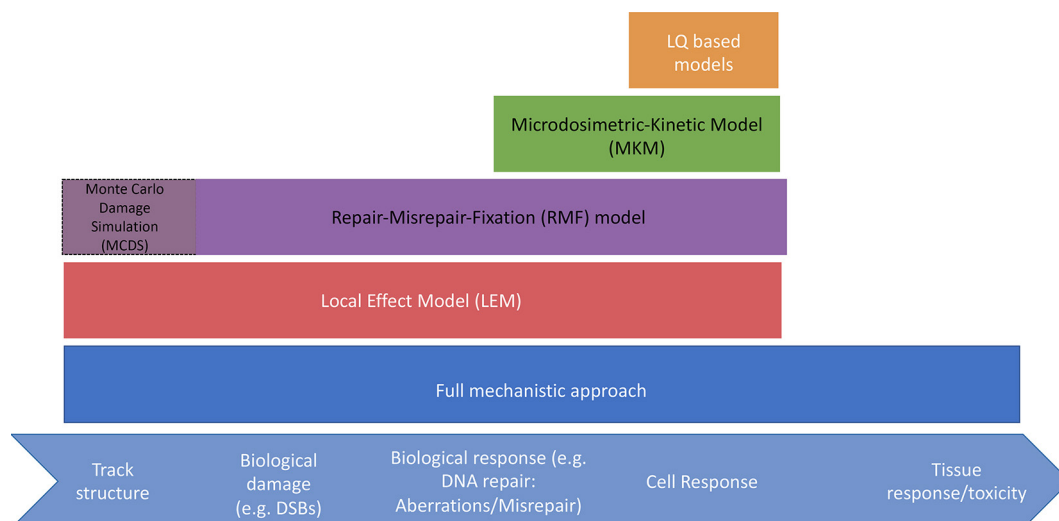 LQ based
models
Microdosimetric-Kinetic Model
(MKM)
Monte Carlo
Damage
Simulation
(MCDS)
Repair-Misrepair-Fixation (RMF) model
Local Effect Model (LEM)
Full mechanistic approach
Track
structure
Biological
damage
(e.g. DSBs)
Biological response (e.g.
DNA repair:
Aberrations/Misrepair)
Cell Response
Tissue
response/toxicity